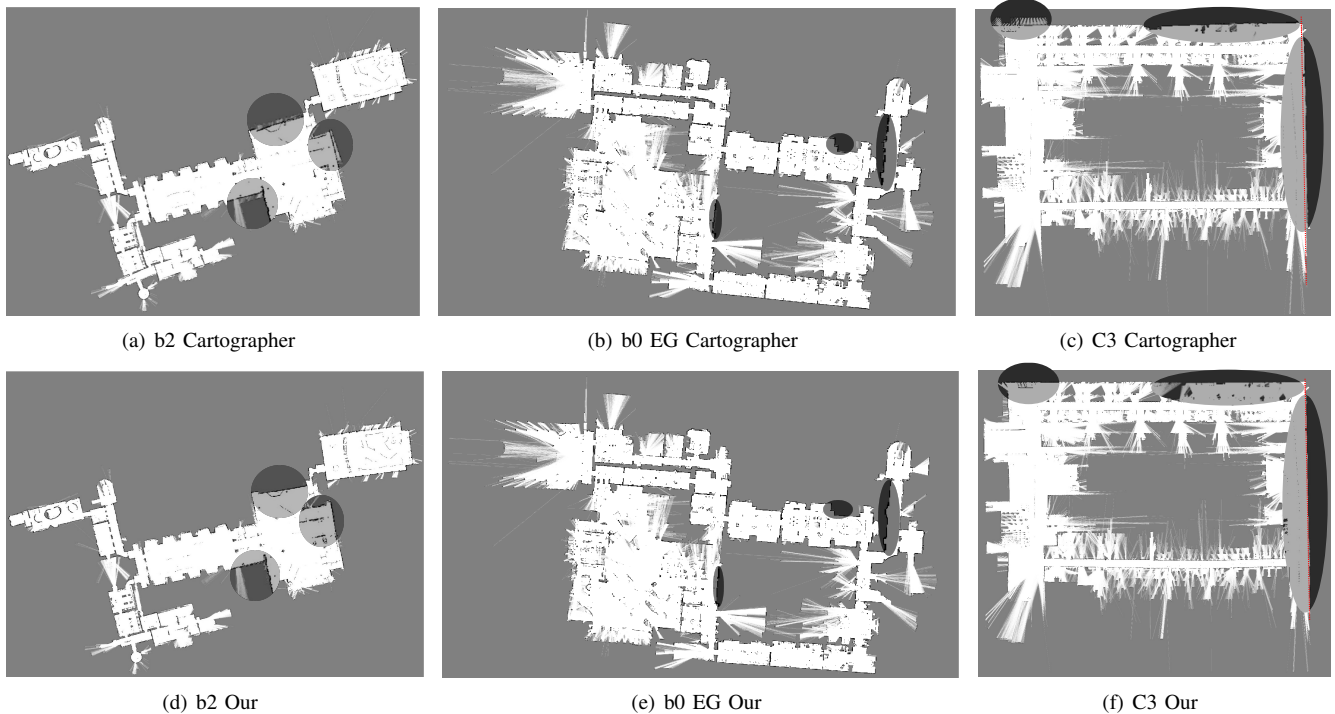 (a) b2 Cartographer
(b) b0 EG Cartographer
(c) C3 Cartographer
(d) b2 Our
(e) b0 EG Our
(f) C3 Our